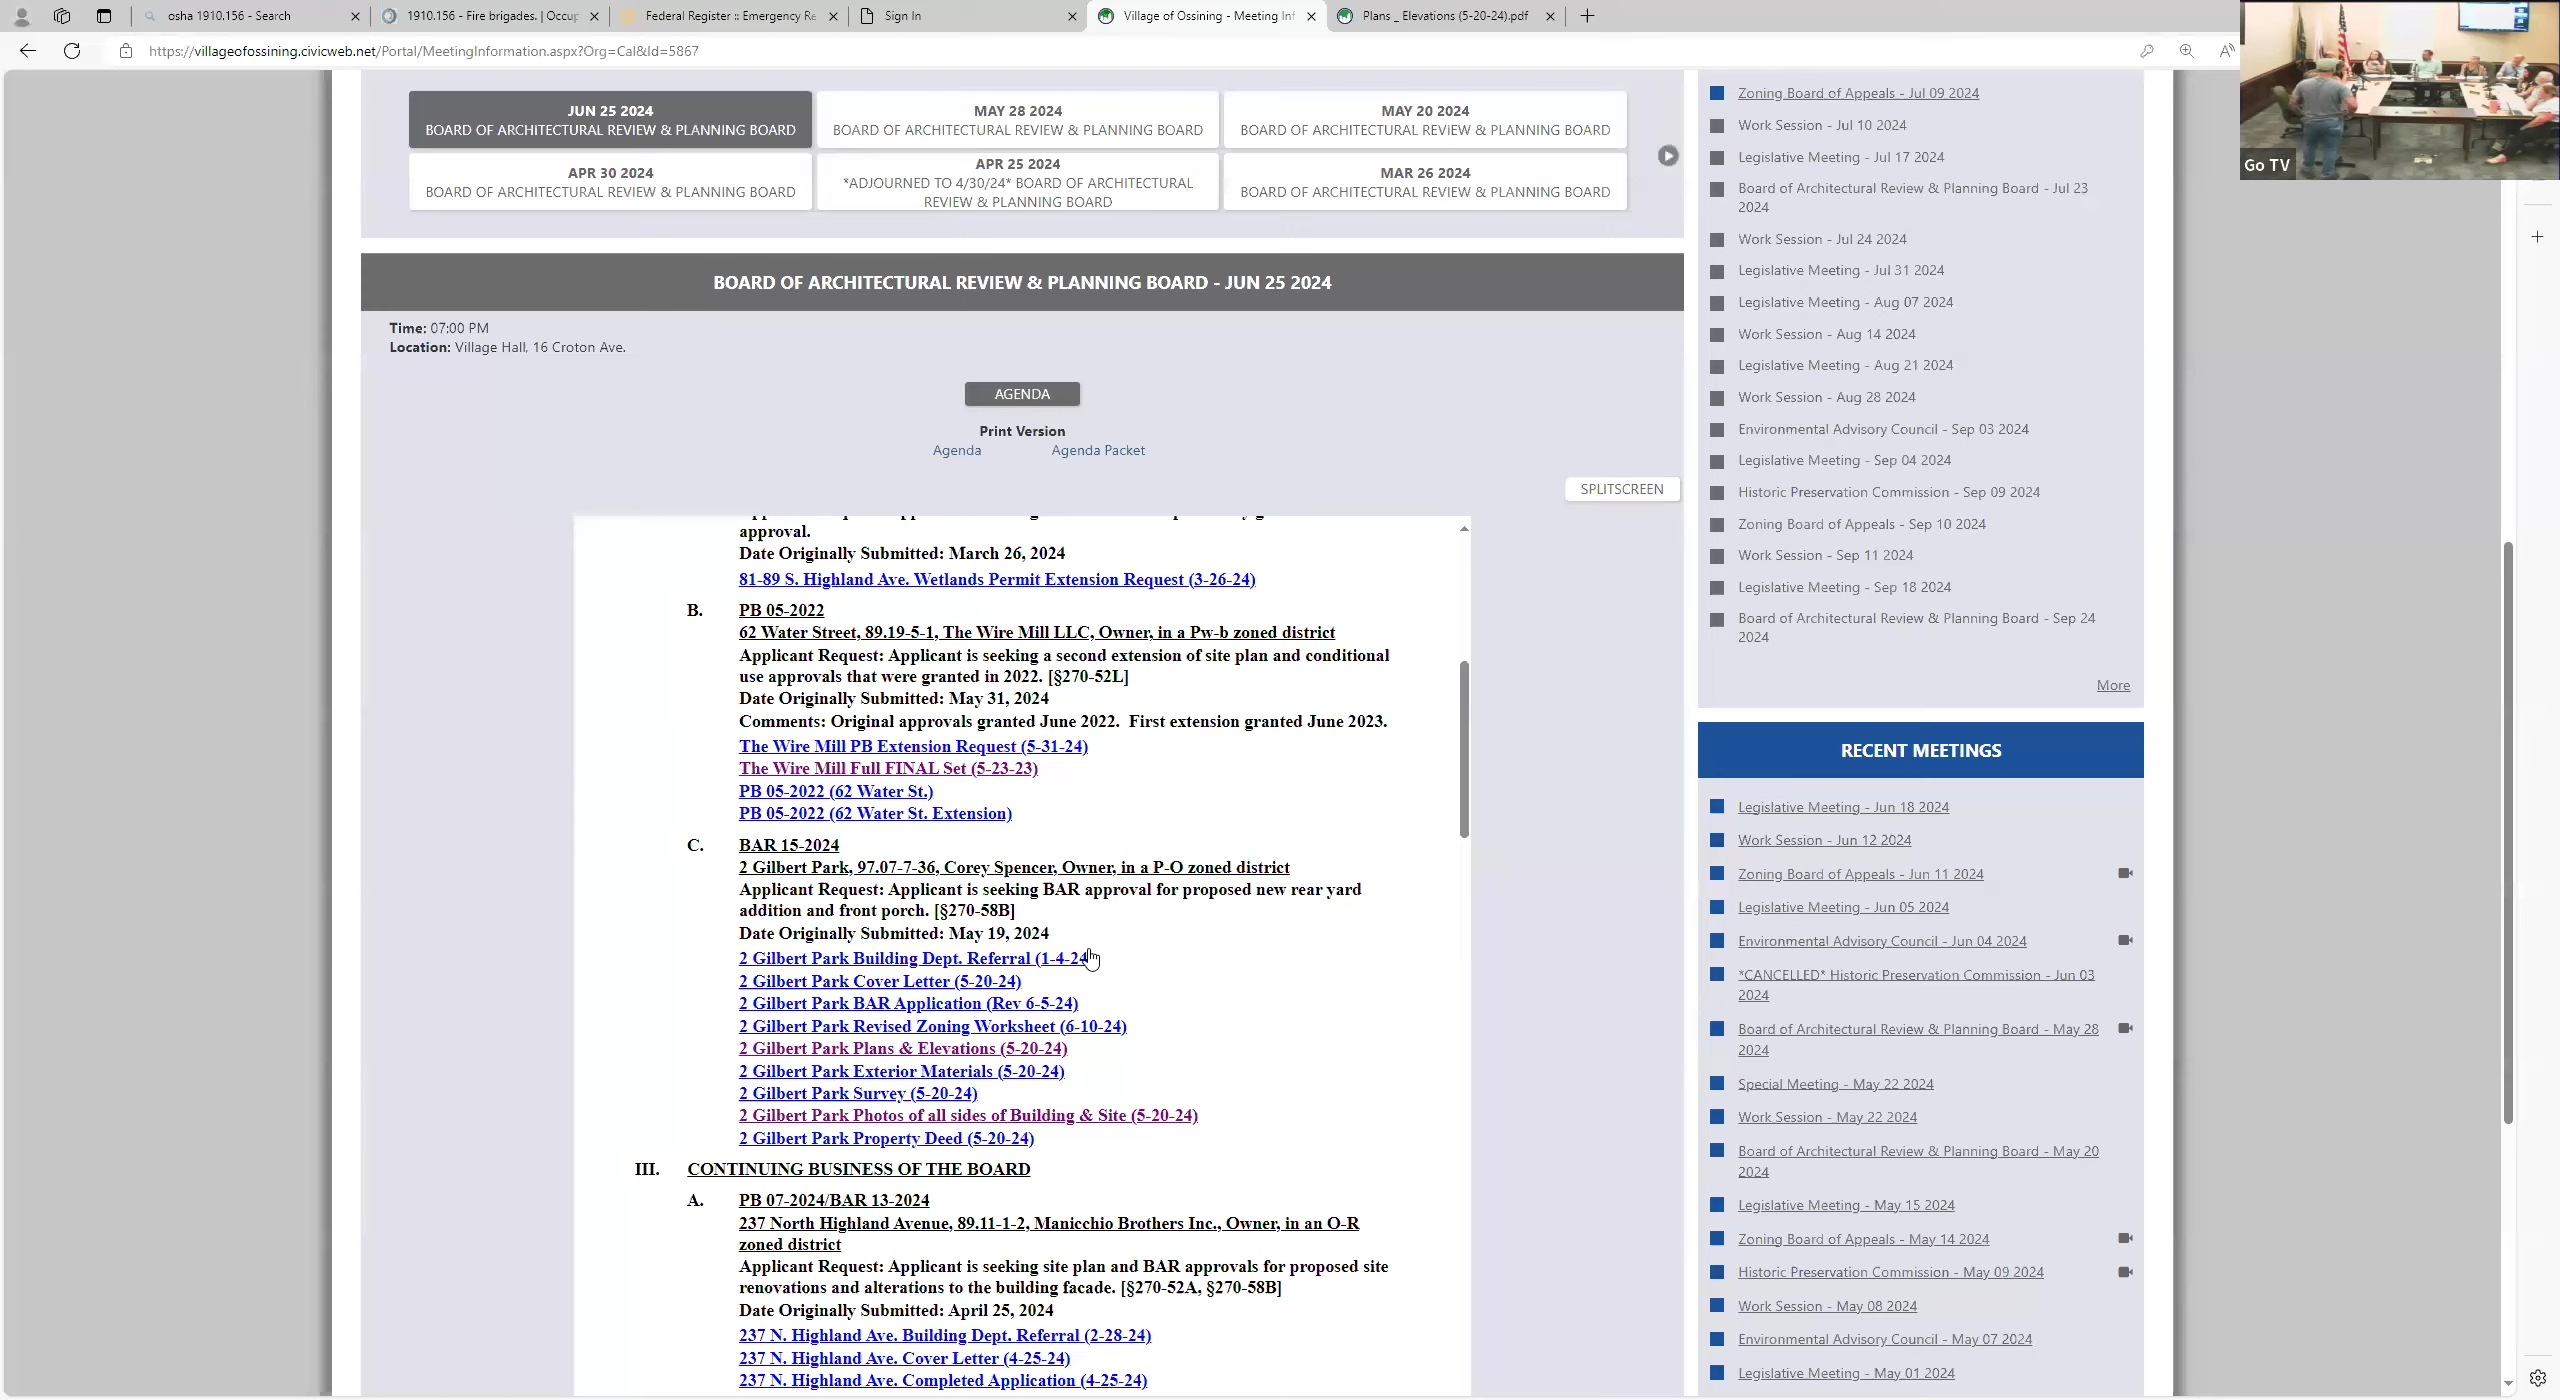 osha 1910.156 - Search
1910.156 - Fire brigades. | Occup
Federal Register :: Emergency Re
Sign In
Village of Ossining - Meeting Inf
Plans _ Elevations (5-20-24).pdf
https://villageofossining.civicweb.net/Portal/MeetingInformation.aspx?Org=Cal&Id=5867
Go TV
JUN 25 2024
BOARD OF ARCHITECTURAL REVIEW & PLANNING BOARD
MAY 28 2024
BOARD OF ARCHITECTURAL REVIEW & PLANNING BOARD
MAY 20 2024
BOARD OF ARCHITECTURAL REVIEW & PLANNING BOARD
APR 30 2024
BOARD OF ARCHITECTURAL REVIEW & PLANNING BOARD
APR 25 2024
*ADJOURNED TO 4/30/24* BOARD OF ARCHITECTURAL
REVIEW & PLANNING BOARD
MAR 26 2024
BOARD OF ARCHITECTURAL REVIEW & PLANNING BOARD
BOARD OF ARCHITECTURAL REVIEW & PLANNING BOARD - JUN 25 2024
Time: 07:00 PM
Location: Village Hall, 16 Croton Ave.
AGENDA
Print Version
Agenda Agenda Packet
SPLITSCREEN
approval.
Date Originally Submitted: March 26, 2024
81-89 S. Highland Ave. Wetlands Permit Extension Request (3-26-24)
B. PB 05-2022
62 Water Street, 89.19-5-1, The Wire Mill LLC, Owner, in a Pw-b zoned district
Applicant Request: Applicant is seeking a second extension of site plan and conditional
use approvals that were granted in 2022. [§270-52L]
Date Originally Submitted: May 31, 2024
Comments: Original approvals granted June 2022. First extension granted June 2023.
The Wire Mill PB Extension Request (5-31-24)
The Wire Mill Full FINAL Set (5-23-23)
PB 05-2022 (62 Water St.)
PB 05-2022 (62 Water St. Extension)
C. BAR 15-2024
2 Gilbert Park, 97.07-7-36, Corey Spencer, Owner, in a P-O zoned district
Applicant Request: Applicant is seeking BAR approval for proposed new rear yard
addition and front porch. [§270-58B]
Date Originally Submitted: May 19, 2024
2 Gilbert Park Building Dept. Referral (1-4-24
2 Gilbert Park Cover Letter (5-20-24)
2 Gilbert Park BAR Application (Rev 6-5-24)
2 Gilbert Park Revised Zoning Worksheet (6-10-24)
2 Gilbert Park Plans & Elevations (5-20-24)
2 Gilbert Park Exterior Materials (5-20-24)
2 Gilbert Park Survey (5-20-24)
2 Gilbert Park Photos of all sides of Building & Site (5-20-24)
2 Gilbert Park Property Deed (5-20-24)
III. CONTINUING BUSINESS OF THE BOARD
A. PB 07-2024/BAR 13-2024
237 North Highland Avenue, 89.11-1-2, Manicchio Brothers Inc., Owner, in an O-R
zoned district
Applicant Request: Applicant is seeking site plan and BAR approvals for proposed site
renovations and alterations to the building facade. [§270-52A, §270-58B]
Date Originally Submitted: April 25, 2024
237 N. Highland Ave. Building Dept. Referral (2-28-24)
237 N. Highland Ave. Cover Letter (4-25-24)
237 N. Highland Ave. Completed Application (4-25-24)
Zoning Board of Appeals - Jul 09 2024
Work Session - Jul 10 2024
Legislative Meeting - Jul 17 2024
Board of Architectural Review & Planning Board - Jul 23
2024
Work Session - Jul 24 2024
Legislative Meeting - Jul 31 2024
Legislative Meeting - Aug 07 2024
Work Session - Aug 14 2024
Legislative Meeting - Aug 21 2024
Work Session - Aug 28 2024
Environmental Advisory Council - Sep 03 2024
Legislative Meeting - Sep 04 2024
Historic Preservation Commission - Sep 09 2024
Zoning Board of Appeals - Sep 10 2024
Work Session - Sep 11 2024
Legislative Meeting - Sep 18 2024
Board of Architectural Review & Planning Board - Sep 24
2024
More
RECENT MEETINGS
Legislative Meeting - Jun 18 2024
Work Session - Jun 12 2024
Zoning Board of Appeals - Jun 11 2024
Legislative Meeting - Jun 05 2024
Environmental Advisory Council - Jun 04 2024
*CANCELLED* Historic Preservation Commission - Jun 03
2024
Board of Architectural Review & Planning Board - May 28
2024
Special Meeting - May 22 2024
Work Session - May 22 2024
Board of Architectural Review & Planning Board - May 20
2024
Legislative Meeting - May 15 2024
Zoning Board of Appeals - May 14 2024
Historic Preservation Commission - May 09 2024
Work Session - May 08 2024
Environmental Advisory Council - May 07 2024
Legislative Meeting - May 01 2024